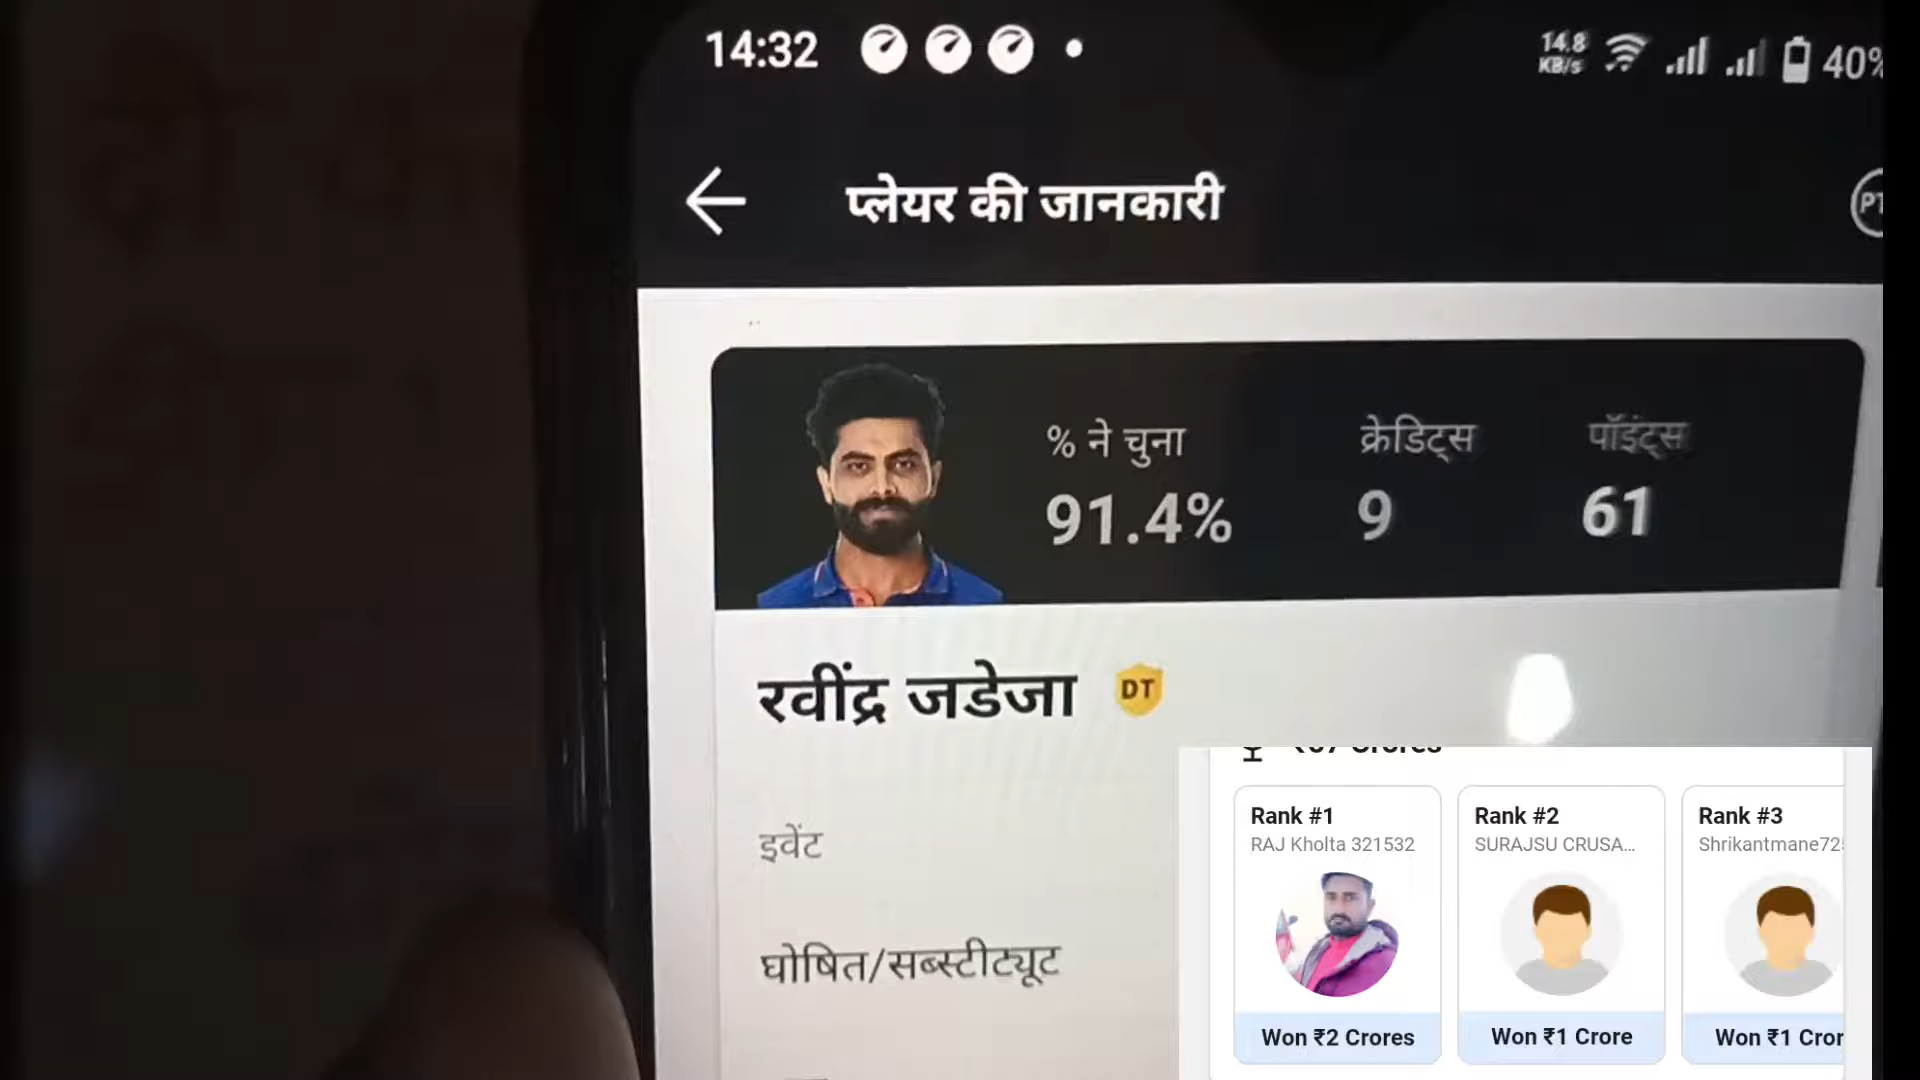 14:32
14.8 KB/s
40%
प्लेयर की जानकारी
% ने चुना क्रेडिट्स पॉइंट्स
91.4% 9 61
रवींद्र जडेजा DT
इवेंट
घोषित/सब्स्टीट्यूट
Rank #1
RAJ Kholta 321532
Won ₹2 Crores
Rank #2
SURAJSU CRUSA...
Won ₹1 Crore
Rank #3
Shrikantmane72
Won ₹1 Cror